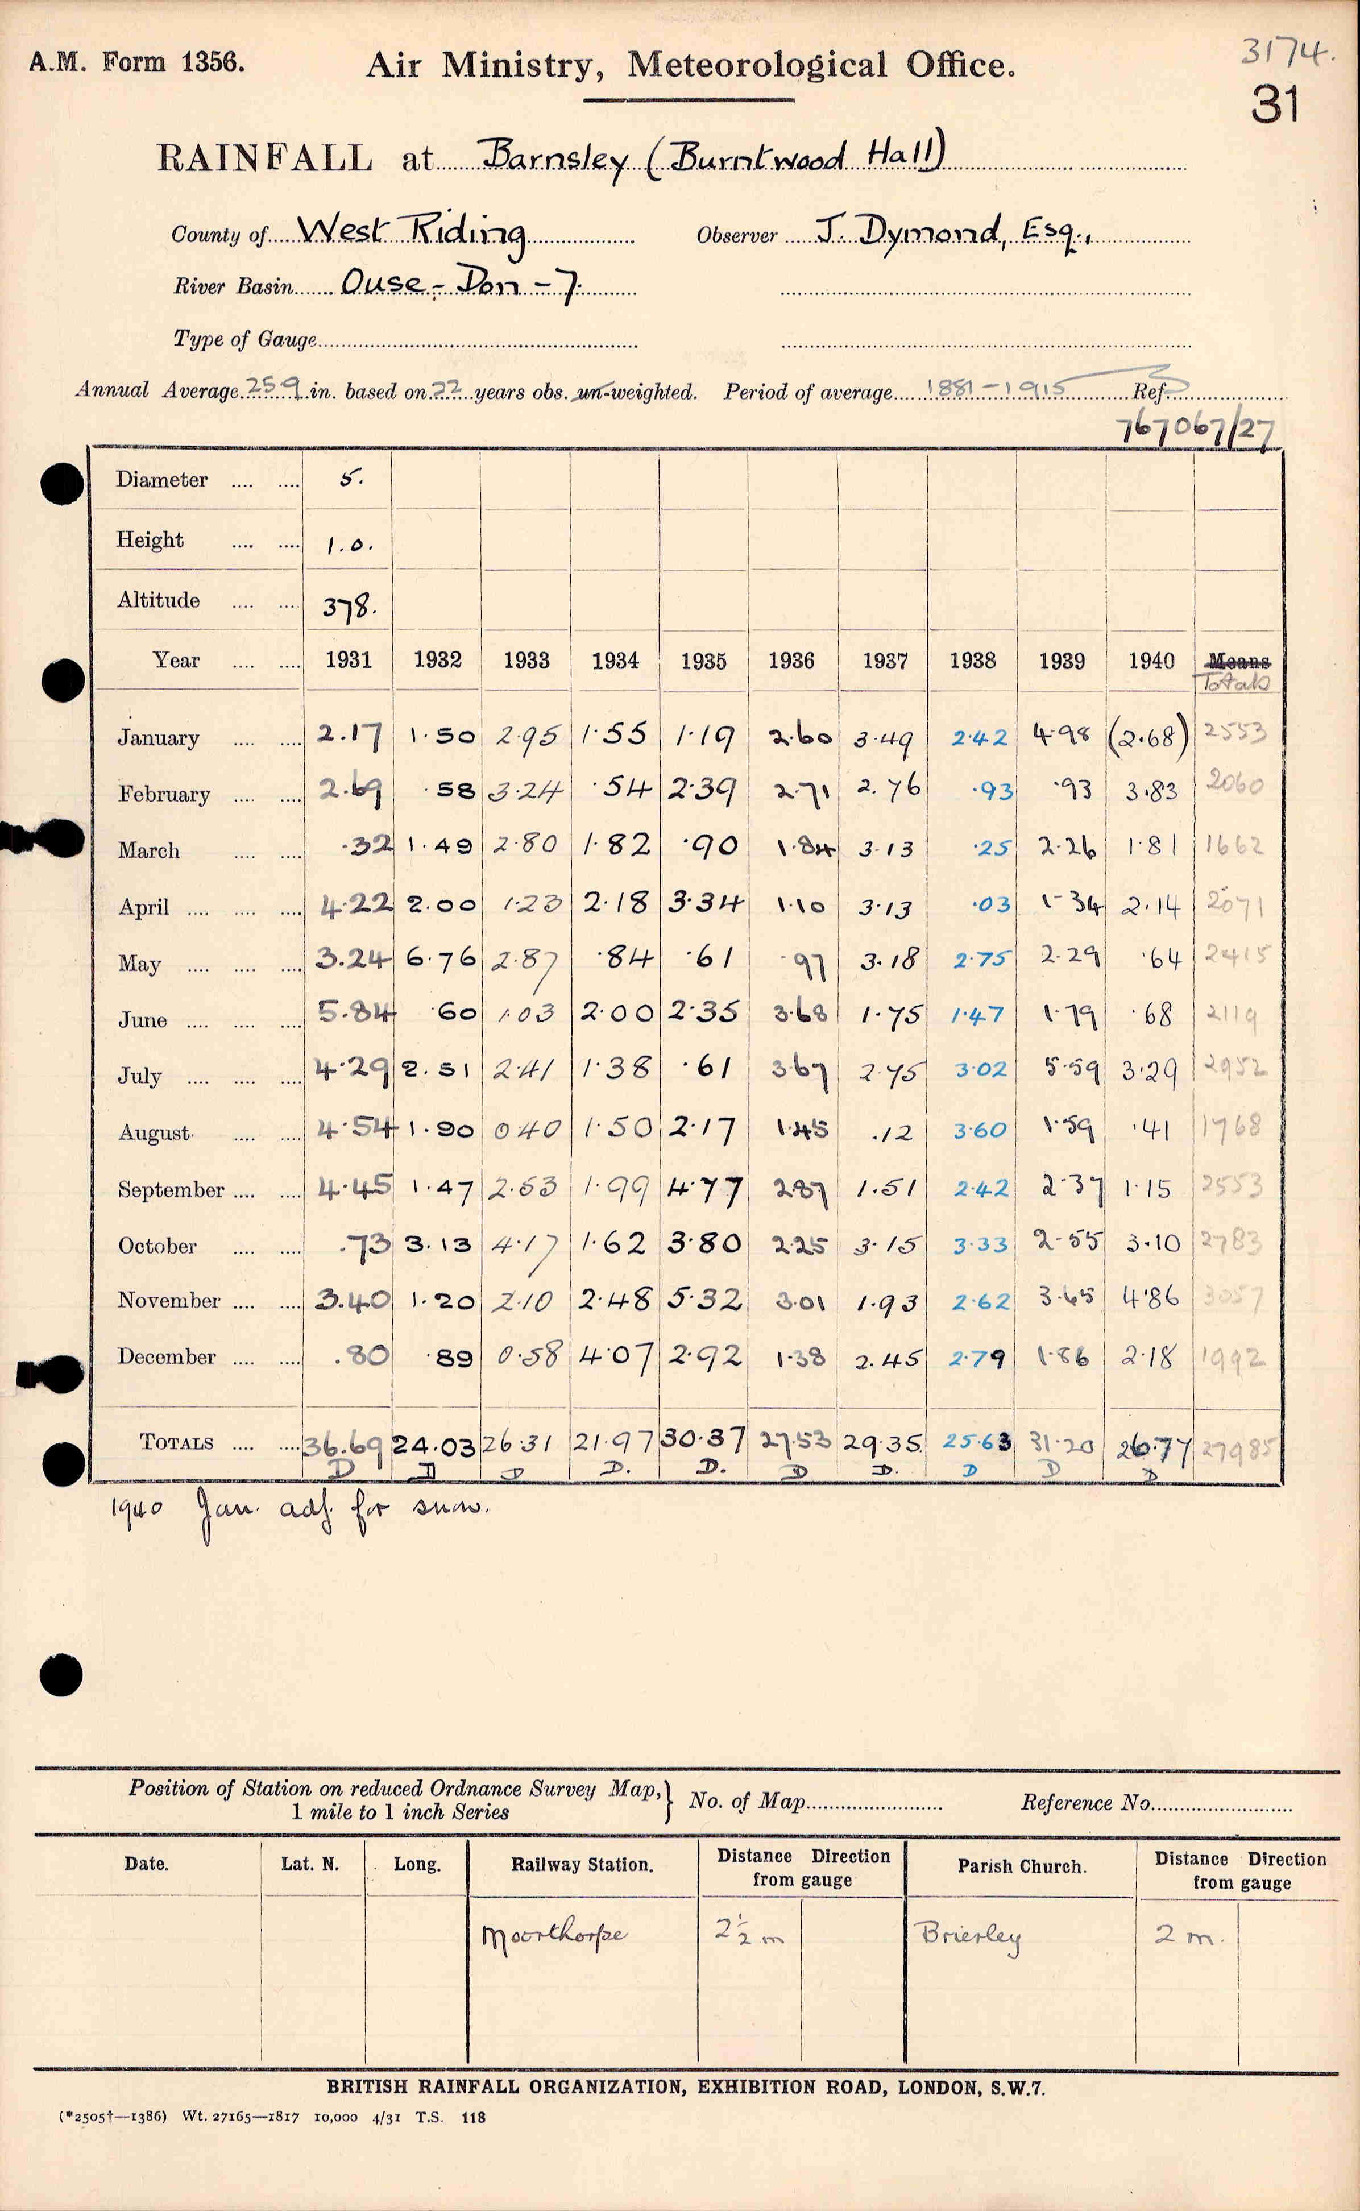 A.M. Form 1356.
Air Ministry, Meteorological Office.
3174.
31
RAINFALL at Barnsley (Burntwood Hall)
County of West Riding Observer J. Dymond, Esq.,
River Basin Ouse - Don - 7.
Type of Gauge
Annual Average 25.9 in. based on 22 years obs. un-weighted. Period of average 1881-1915 Ref.
767067/27
Diameter 5.
Height 1.0.
Altitude 378.
Year 1931 1932 1933 1934 1935 1936 1937 1938 1939 1940 Means
Totals
January 2.17 1.50 2.95 1.55 1.19 2.60 3.49 2.42 4.98 (2.68) 2553
February 2.69 .58 3.24 .54 2.39 2.71 2.76 .93 .93 3.83 2060
March .32 1.49 2.80 1.82 .90 1.84 3.13 .25 2.26 1.81 1662
April 4.22 2.00 1.23 2.18 3.34 1.10 3.13 .03 1.34 2.14 2071
May 3.24 6.76 2.87 .84 .61 .97 3.18 2.75 2.29 .64 2415
June 5.84 .60 1.03 2.00 2.35 3.68 1.75 1.47 1.79 .68 2119
July 4.29 2.51 2.41 1.38 .61 3.67 2.75 3.02 5.59 3.29 2952
August 4.54 1.90 0.40 1.50 2.17 1.45 .12 3.60 1.59 .41 1768
September 4.45 1.47 2.53 1.99 4.77 2.87 1.51 2.42 2.37 1.15 2553
October .73 3.13 4.17 1.62 3.80 2.25 3.15 3.33 2.55 3.10 2783
November 3.40 1.20 2.10 2.48 5.32 3.01 1.93 2.62 3.65 4.86 3057
December .80 .89 0.58 4.07 2.92 1.38 2.45 2.79 1.86 2.18 1992
TOTALS 36.69 24.03 26.31 21.97 30.37 27.53 29.35 25.63 31.20 26.77 27985
D D D D. D. D D. D D D
1940 Jan. adj. for snow.
Position of Station on reduced Ordnance Survey Map, 1 mile to 1 inch Series } No. of Map Reference No.
Date. Lat. N. Long. Railway Station. Distance Direction from gauge Parish Church. Distance Direction from gauge
Moorthorpe 2½ m Brierley 2 m.
BRITISH RAINFALL ORGANIZATION, EXHIBITION ROAD, LONDON, S.W.7.
(*2505†—1386) Wt. 27165—1817 10,000 4/31 T.S. 118